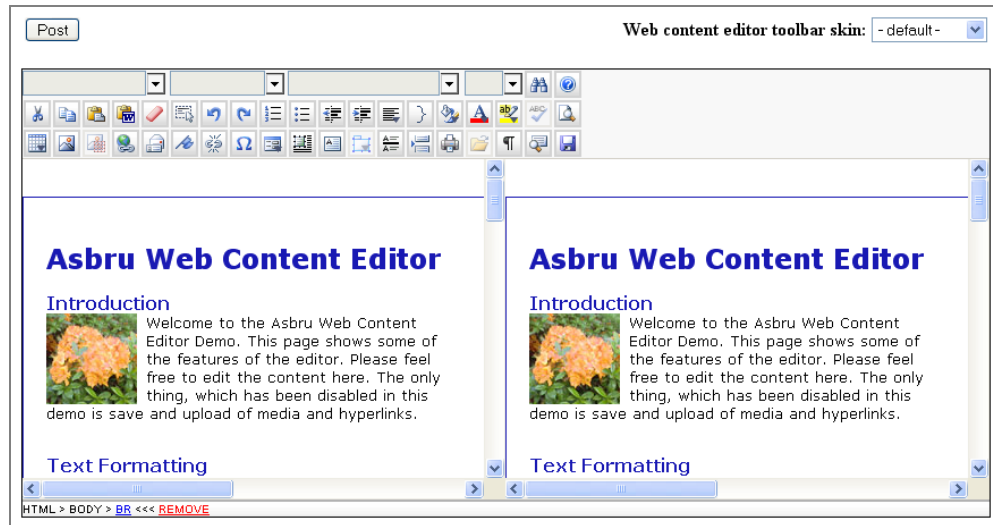 Post
Web content editor toolbar skin: - default -
Asbru Web Content Editor
Introduction
Welcome to the Asbru Web Content
Editor Demo. This page shows some of
the features of the editor. Please feel
free to edit the content here. The only
thing, which has been disabled in this
demo is save and upload of media and hyperlinks.
Text Formatting
Asbru Web Content Editor
Introduction
Welcome to the Asbru Web Content
Editor Demo. This page shows some of
the features of the editor. Please feel
free to edit the content here. The only
thing, which has been disabled in this
demo is save and upload of media and hyperlinks.
Text Formatting
HTML > BODY > BR <<< REMOVE